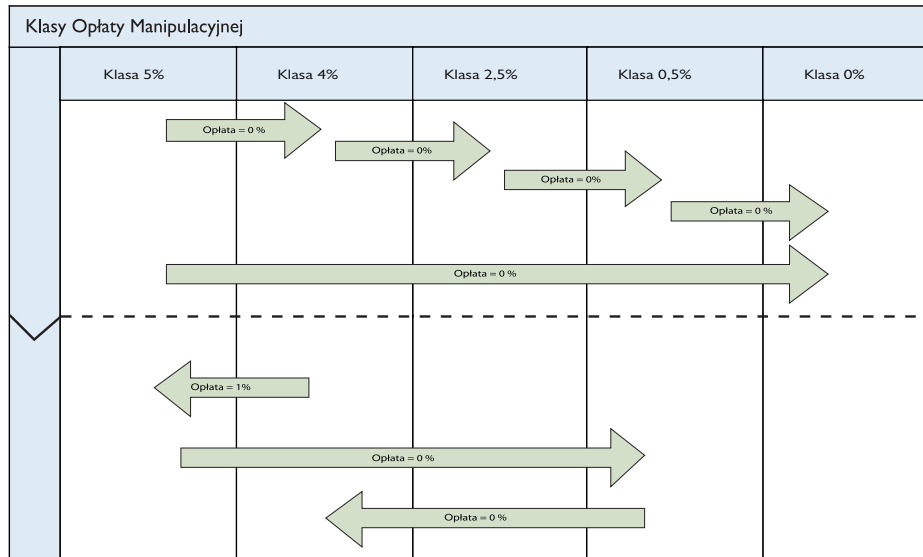 Klasy Opłaty Manipulacyjnej
Klasa 5%
Klasa 4%
Klasa 2,5%
Klasa 0,5%
Klasa 0%
Opłata = 0 %
Opłata = 0%
Opłata = 0%
Opłata = 0 %
Opłata = 0 %
Opłata = 1%
Opłata = 0 %
Opłata = 0 %